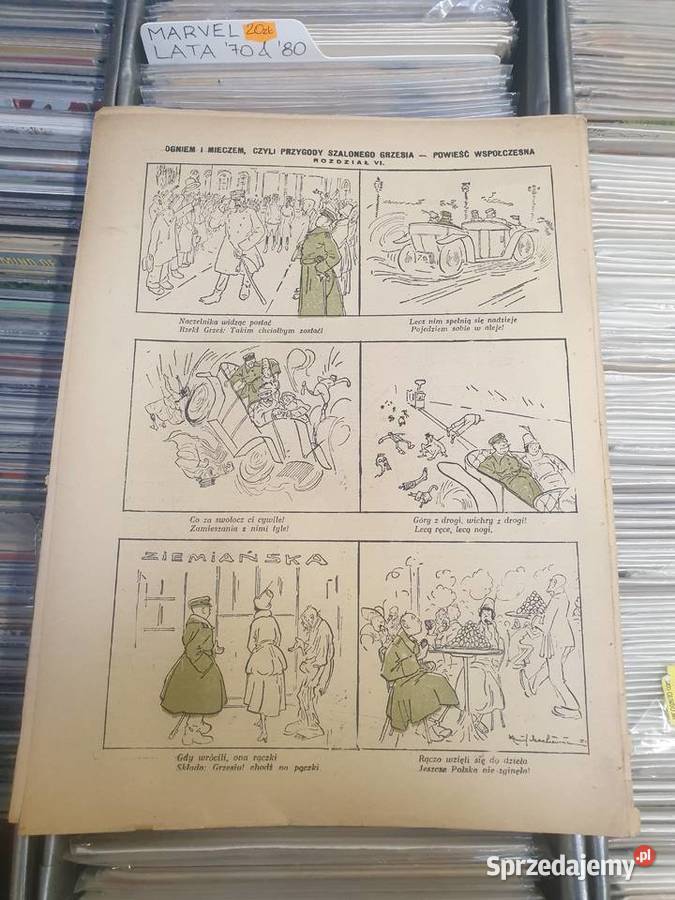 MARVEL 20zł
LATA '70 & '80
OGNIEM I MIECZEM, CZYLI PRZYGODY SZALONEGO GRZESIA — POWIEŚĆ WSPÓŁCZESNA
ROZDZIAŁ VI.
Naczelnika widząc postać
Rzekł Grześ: Takim chciałbym zostać!
Lecz nim spełnią się nadzieje
Pojedziem sobie w aleje!
Co za swołocz ci cywile!
Zamieszania z nimi tyle!
Góry z drogi, wichry z drogi!
Lecą ręce, lecą nogi.
ZIEMIAŃSKA
Gdy wrócili, ona rączki
Składa: Grzesiu! chodź na pączki
Rączo wzięli się do dzieła
Jeszcze Polska nie zginęła!
Sprzedajemy.pl